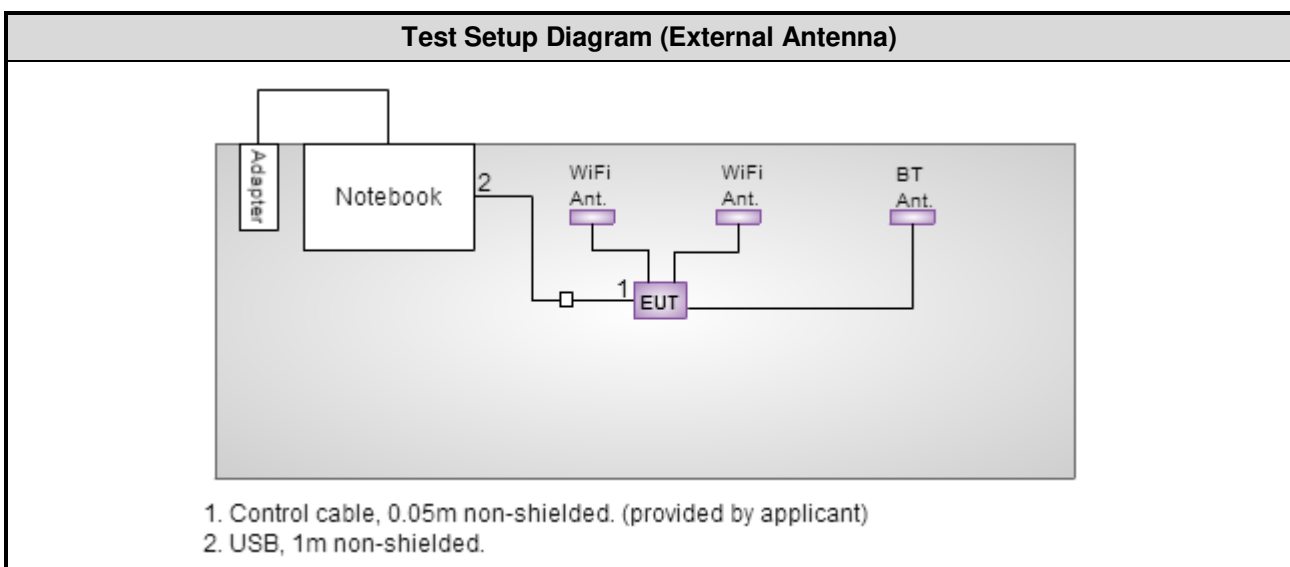 Test Setup Diagram (External Antenna)
Adapter
Notebook
2
WiFi
Ant.
WiFi
Ant.
BT
Ant.
1
EUT
1. Control cable, 0.05m non-shielded. (provided by applicant)
2. USB, 1m non-shielded.